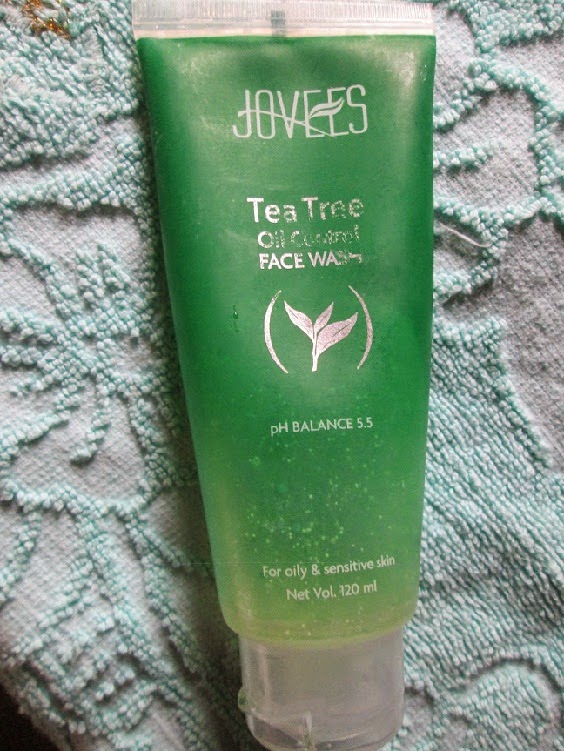 JOVEES
Tea Tree
Oil Control
FACE WASH
pH BALANCE 5.5
For oily & sensitive skin
Net Vol. 120 ml